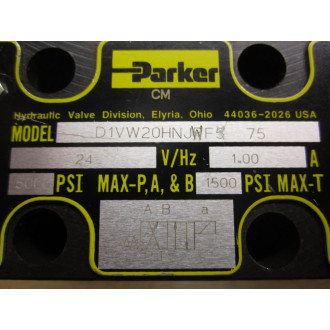 Parker
CM
Hydraulic Valve Division, Elyria, Ohio 44036-2026 USA
MODEL D1VW20HNJW 75
24 V/Hz 1.00 A
PSI MAX-P,A, & B 1500 PSI MAX-T
A B a